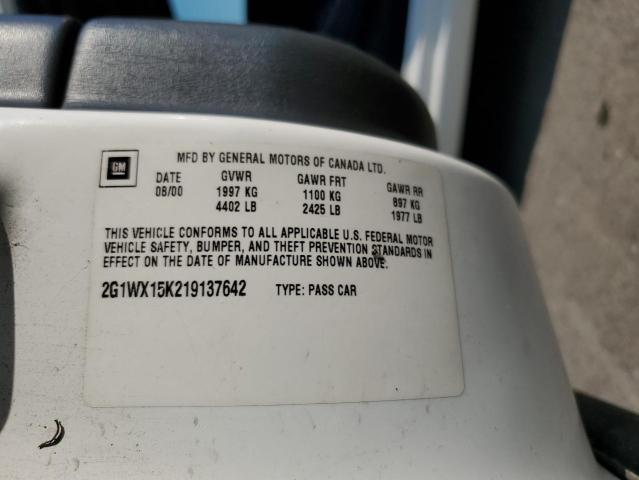 MFD BY GENERAL MOTORS OF CANADA LTD.
GM
DATE GVWR GAWR FRT GAWR RR
08/00 1997 KG 1100 KG 897 KG
4402 LB 2425 LB 1977 LB
THIS VEHICLE CONFORMS TO ALL APPLICABLE U.S. FEDERAL MOTOR
VEHICLE SAFETY, BUMPER, AND THEFT PREVENTION STANDARDS IN
EFFECT ON THE DATE OF MANUFACTURE SHOWN ABOVE.
2G1WX15K219137642 TYPE: PASS CAR